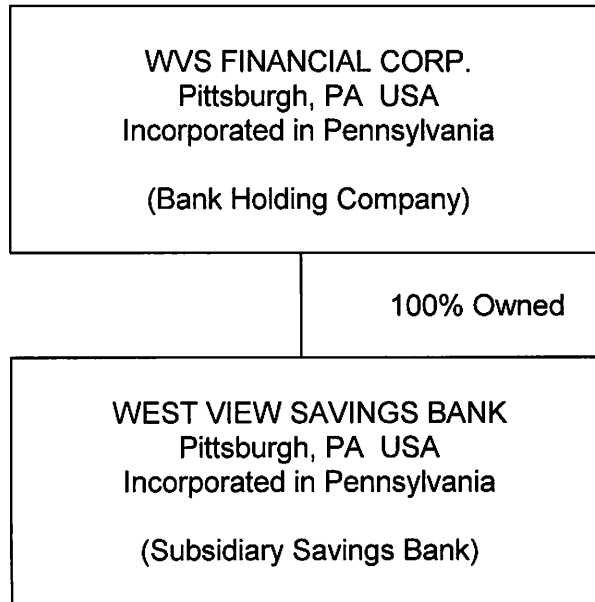 WVS FINANCIAL CORP.
Pittsburgh, PA USA
Incorporated in Pennsylvania
(Bank Holding Company)
100% Owned
WEST VIEW SAVINGS BANK
Pittsburgh, PA USA
Incorporated in Pennsylvania
(Subsidiary Savings Bank)